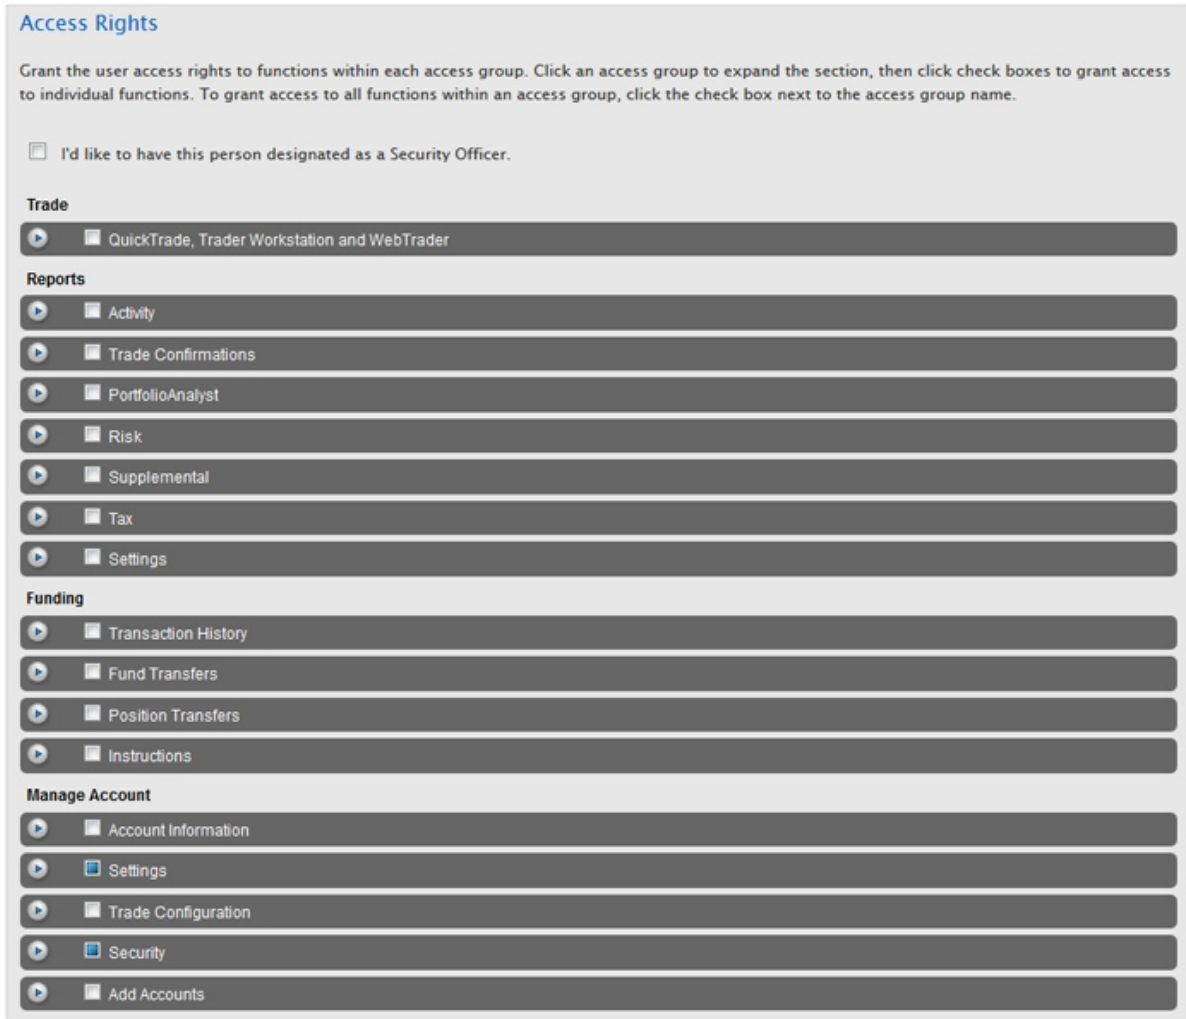 Access Rights
Grant the user access rights to functions within each access group. Click an access group to expand the section, then click check boxes to grant access
to individual functions. To grant access to all functions within an access group, click the check box next to the access group name.
I'd like to have this person designated as a Security Officer.
Trade
QuickTrade, Trader Workstation and WebTrader
Reports
Activity
Trade Confirmations
PortfolioAnalyst
Risk
Supplemental
Tax
Settings
Funding
Transaction History
Fund Transfers
Position Transfers
Instructions
Manage Account
Account Information
Settings
Trade Configuration
Security
Add Accounts